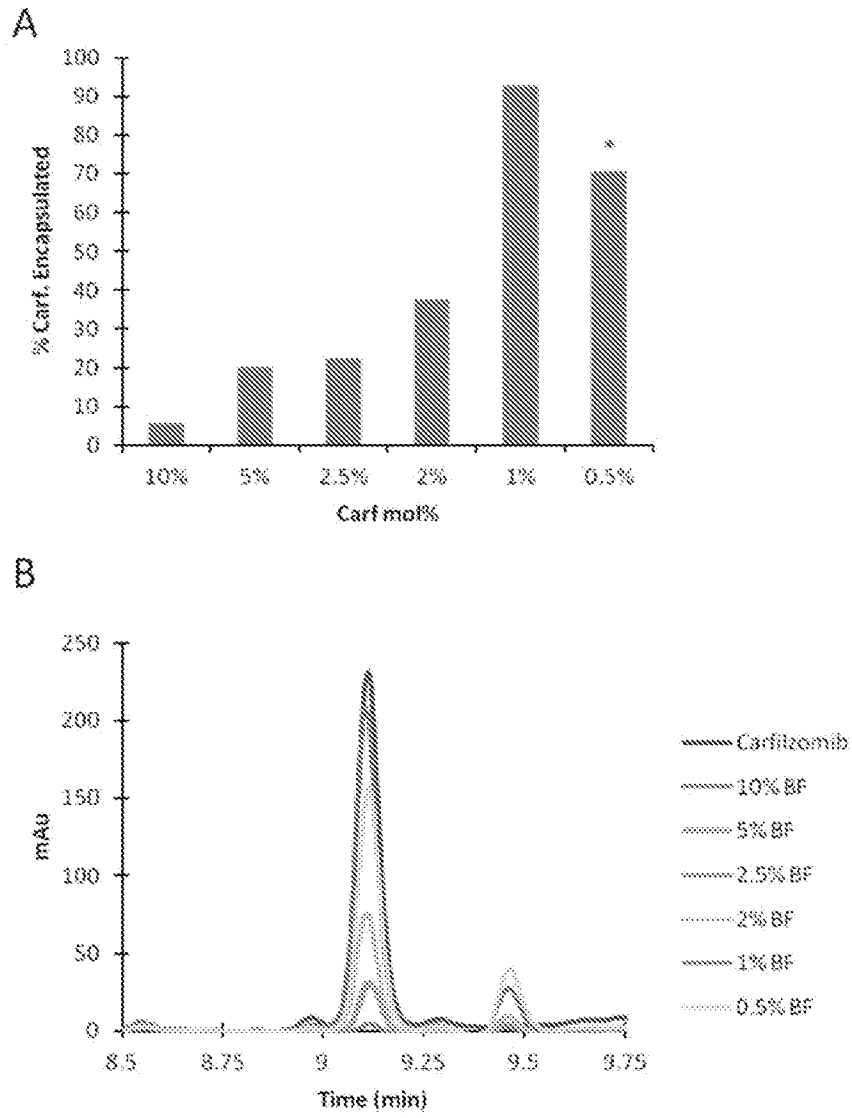 A
100
90
80
70
60
50
40
30
20
10
0
% Carf. Encapsulated
*
10% 5% 2.5% 2% 1% 0.5%
Carf mol%
B
250
200
150
100
50
0
mAu
8.5 8.75 9 9.25 9.5 9.75
Time (min)
Carfilzomib
10% BF
5% BF
2.5% BF
2% BF
1% BF
0.5% BF